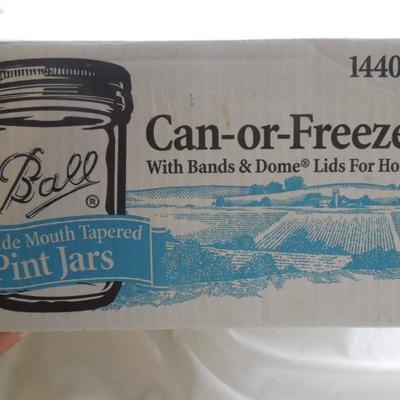 1440
Can-or-Freeze
With Bands & Dome® Lids For Ho
Ball
®
ide Mouth Tapered
Pint Jars